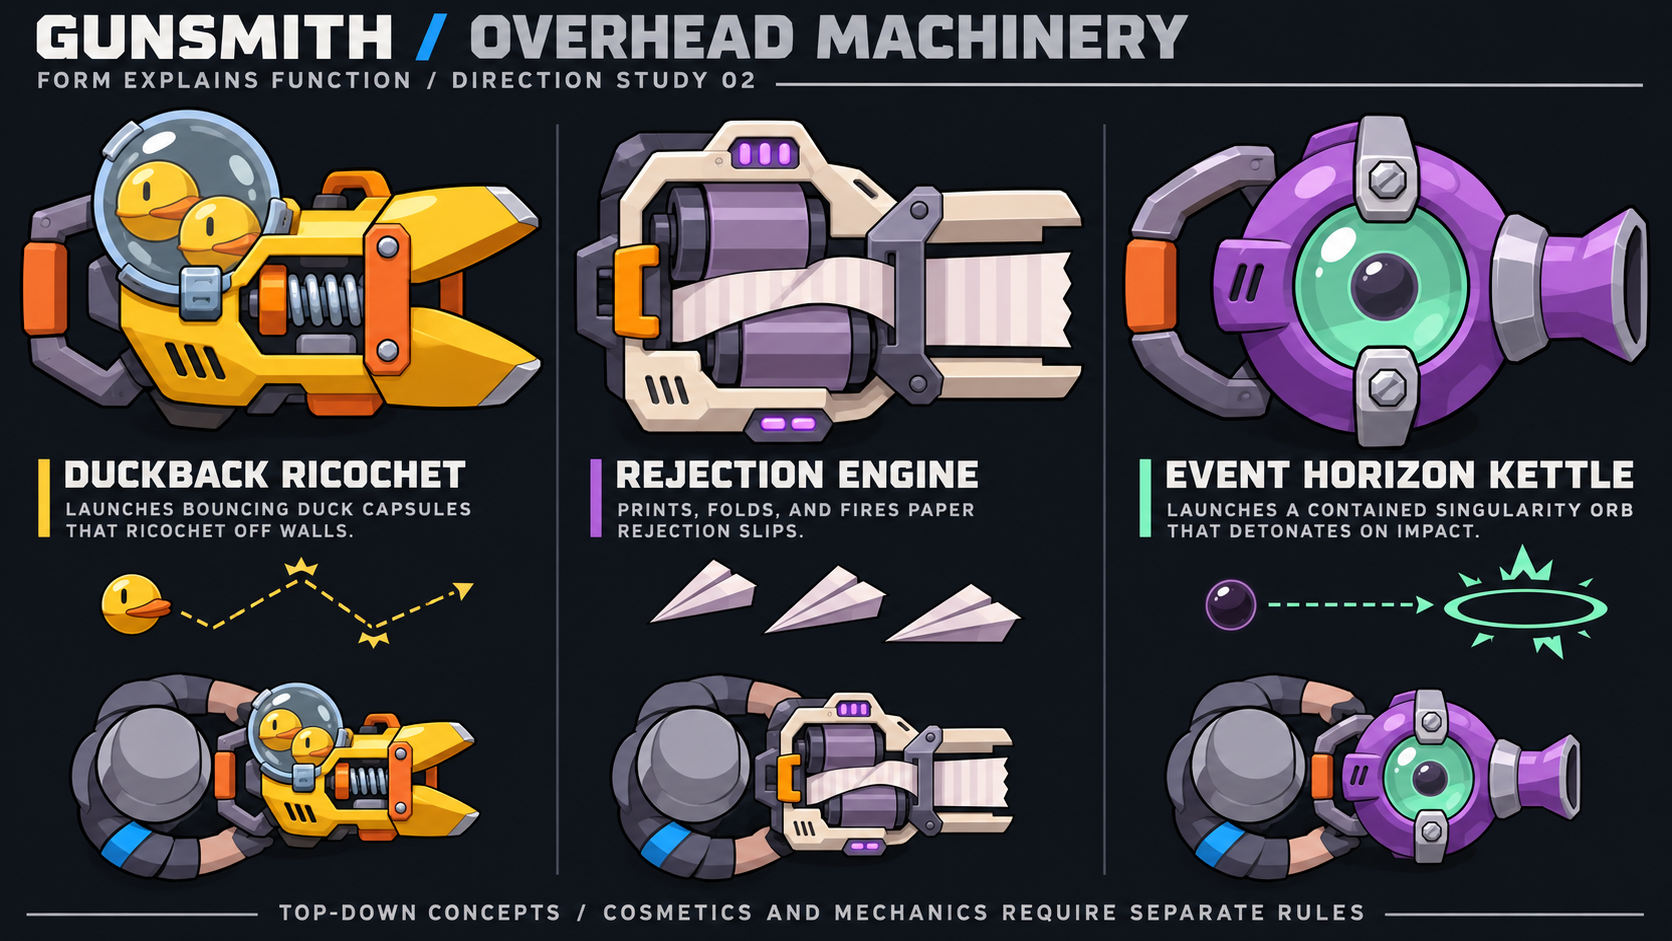 GUNSMITH / OVERHEAD MACHINERY
FORM EXPLAINS FUNCTION / DIRECTION STUDY 02
DUCKBACK RICOCHET
LAUNCHES BOUNCING DUCK CAPSULES
THAT RICOCHET OFF WALLS.
REJECTION ENGINE
PRINTS, FOLDS, AND FIRES PAPER
REJECTION SLIPS.
EVENT HORIZON KETTLE
LAUNCHES A CONTAINED SINGULARITY ORB
THAT DETONATES ON IMPACT.
TOP-DOWN CONCEPTS / COSMETICS AND MECHANICS REQUIRE SEPARATE RULES